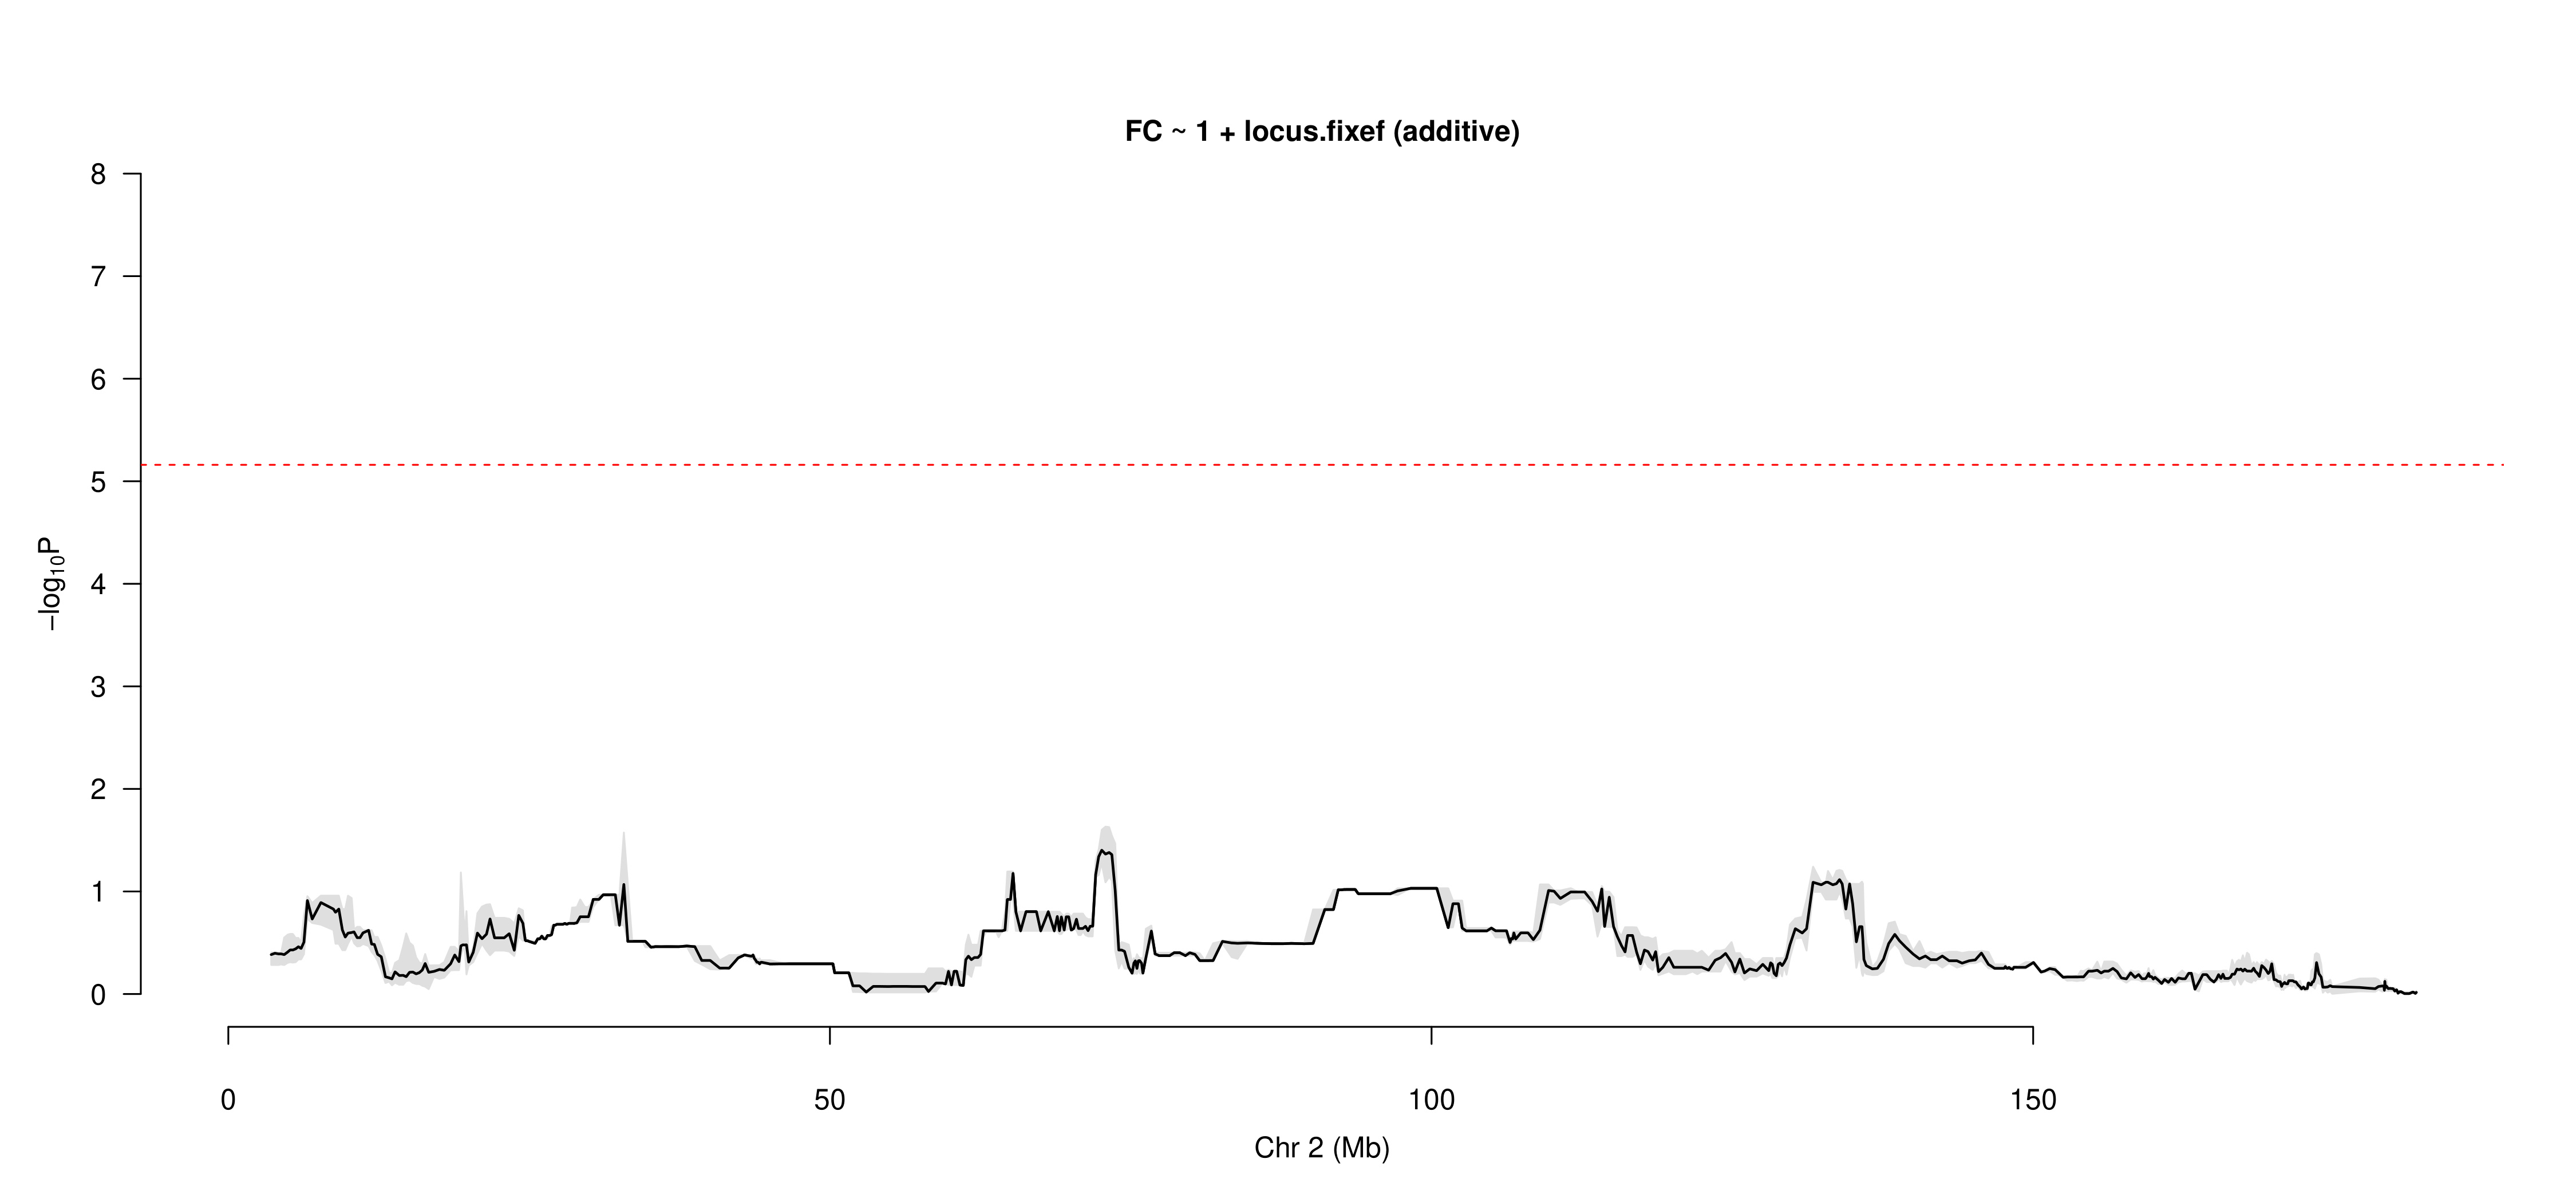 FC ~ 1 + locus.fixef (additive)
8
7
6
5
4
3
2
1
0
−log10P
0 50 100 150
Chr 2 (Mb)